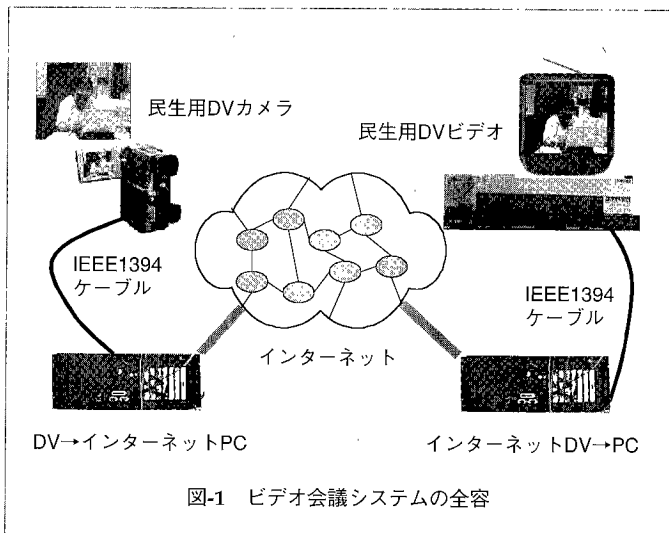 民生用DVカメラ
民生用DVビデオ
IEEE1394
ケーブル
IEEE1394
ケーブル
インターネット
DV→インターネットPC
インターネットDV→PC
図-1 ビデオ会議システムの全容